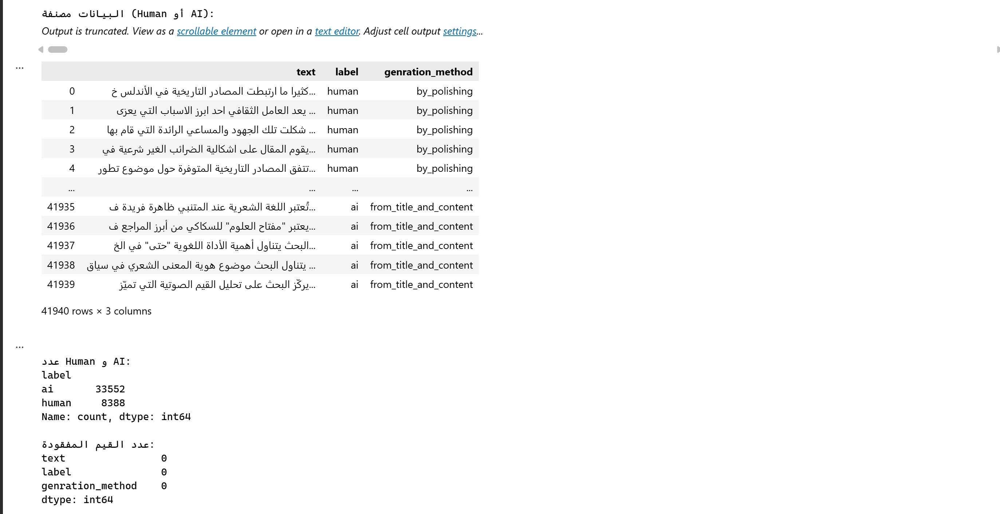 البيانات مصنفة (Human أو AI):
Output is truncated. View as a scrollable element or open in a text editor. Adjust cell output settings...
...
text label genration_method
0 كثيرا ما ارتبطت المصادر التاريخية في الأندلس خ... human by_polishing
1 يعد العامل الثقافي احد ابرز الاسباب التي يعزى ... human by_polishing
2 شكلت تلك الجهود والمساعي الرائدة التي قام بها ... human by_polishing
3 يقوم المقال على اشكالية الضرائب الغير شرعية في... human by_polishing
4 تتفق المصادر التاريخية المتوفرة حول موضوع تطور... human by_polishing
... ... ... ...
41935 تُعتبر اللغة الشعرية عند المتنبي ظاهرة فريدة ف... ai from_title_and_content
41936 يعتبر "مفتاح العلوم" للسكاكي من أبرز المراجع ف... ai from_title_and_content
41937 البحث يتناول أهمية الأداة اللغوية "حتى" في الخ... ai from_title_and_content
41938 يتناول البحث موضوع هوية المعنى الشعري في سياق ... ai from_title_and_content
41939 يركّز البحث على تحليل القيم الصوتية التي تميّز... ai from_title_and_content
41940 rows × 3 columns
...
عدد Human و AI:
label
ai 33552
human 8388
Name: count, dtype: int64
عدد القيم المفقودة:
text 0
label 0
genration_method 0
dtype: int64